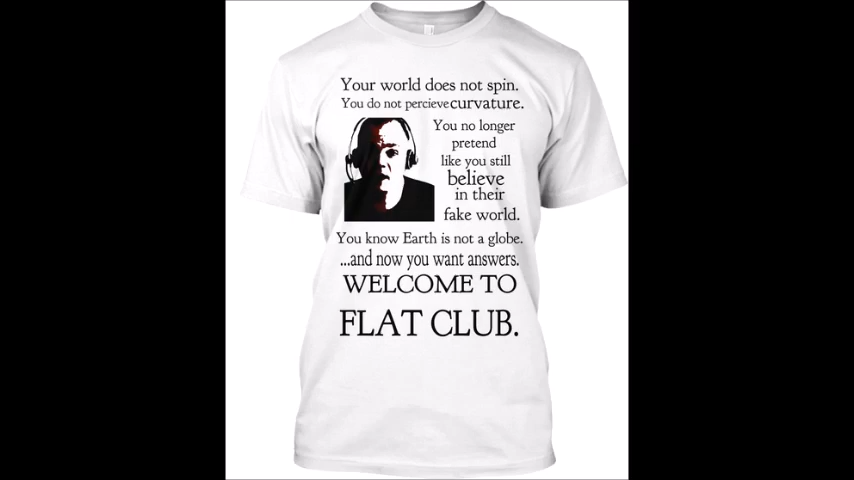 Your world does not spin.
You do not percieve curvature.
You no longer
pretend
like you still
believe
in their
fake world.
You know Earth is not a globe.
...and now you want answers.
WELCOME TO
FLAT CLUB.